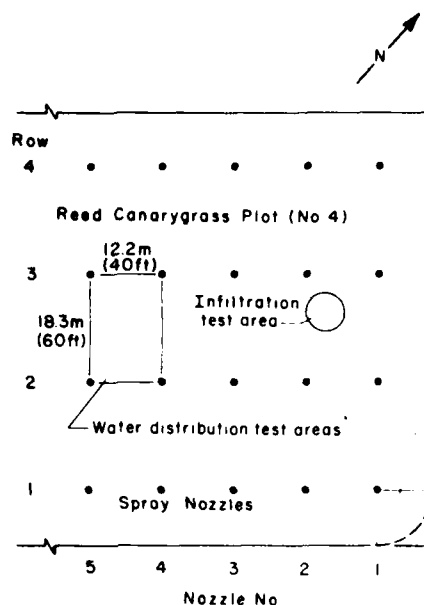 N
Row
4
Reed Canarygrass Plot (No 4)
12.2m
(40ft)
3
Infiltration
test area
18.3m
(60ft)
2
Water distribution test areas
1
Spray Nozzles
5 4 3 2 1
Nozzle No